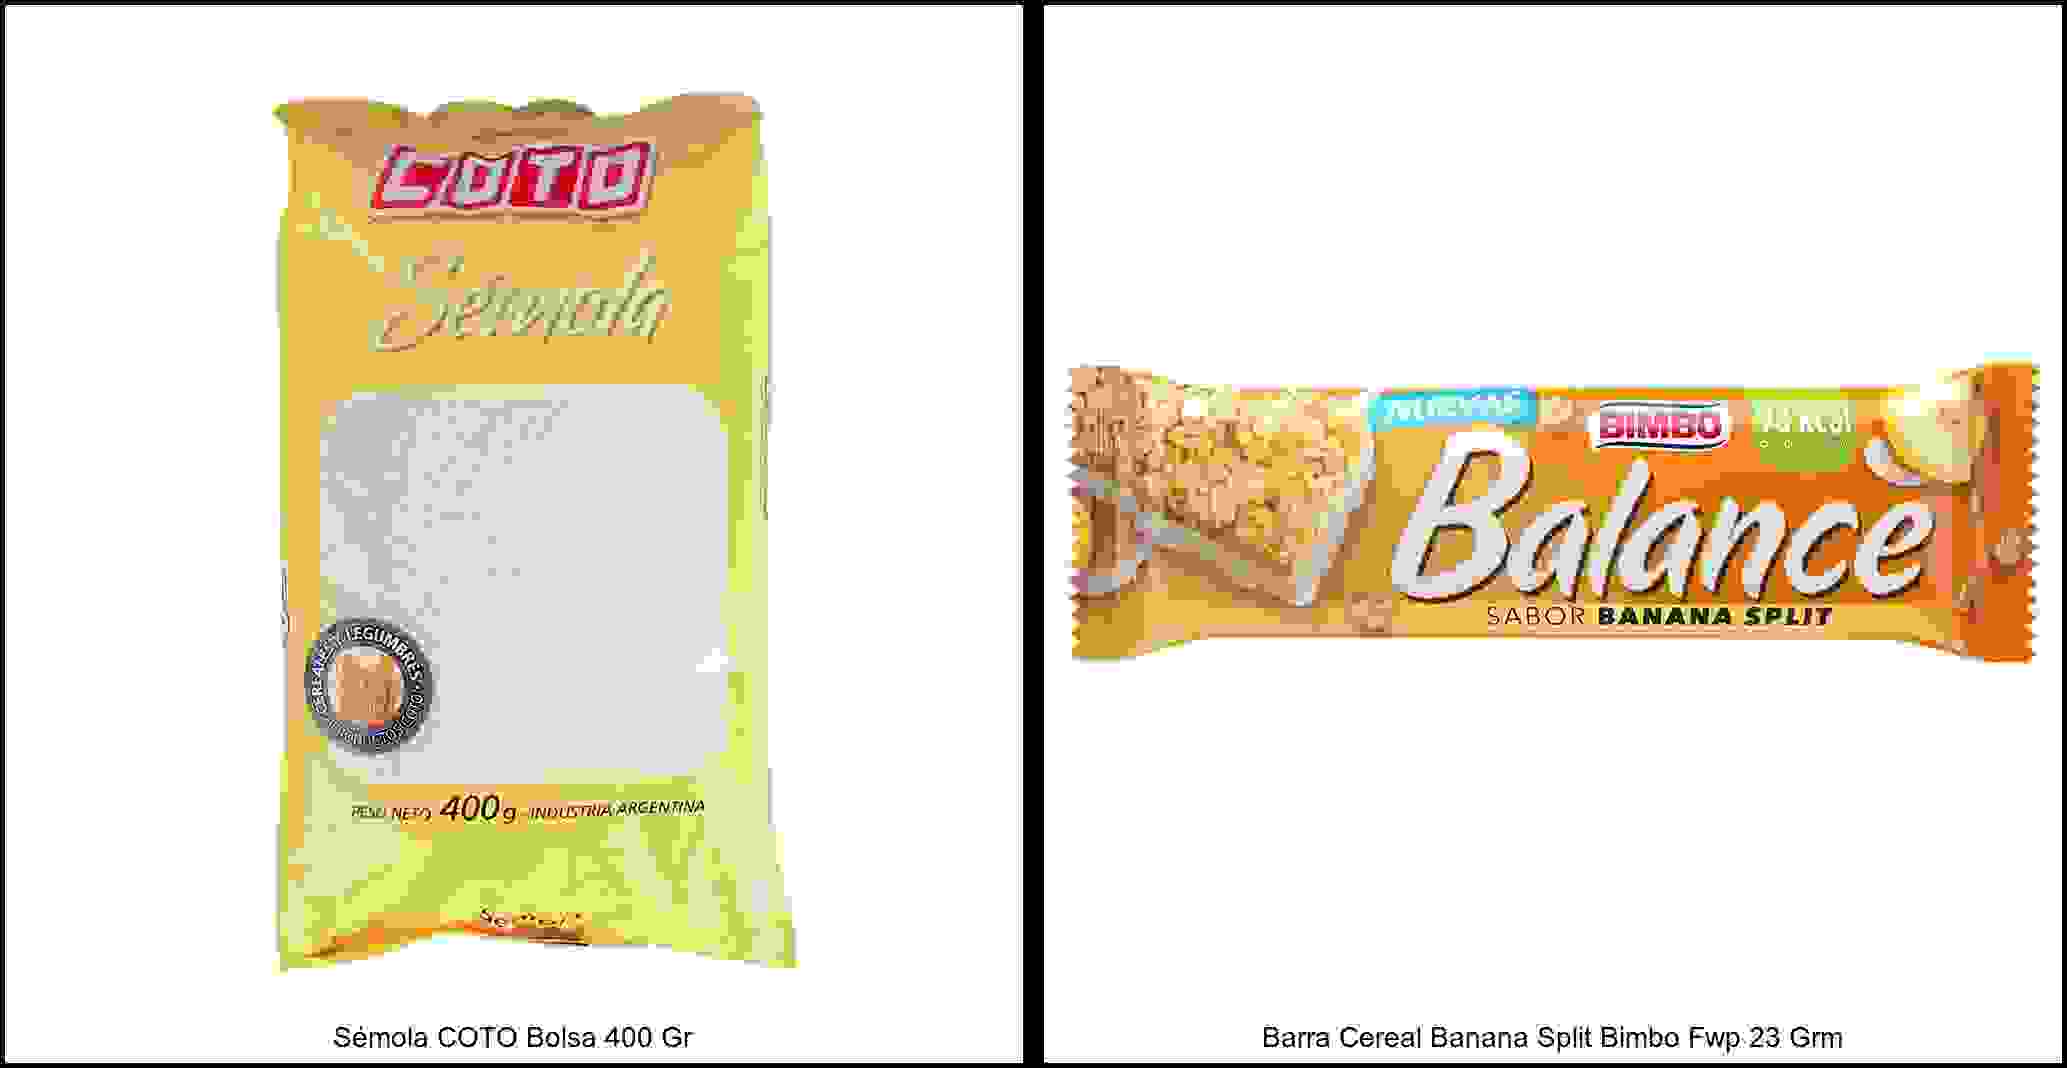 COTO
Sémola
CEREALES Y LEGUMBRES
COTO
PESO NETO 400g - INDUSTRIA ARGENTINA
Sémola COTO Bolsa 400 Gr
BIMBO
Balance
SABOR BANANA SPLIT
Barra Cereal Banana Split Bimbo Fwp 23 Grm